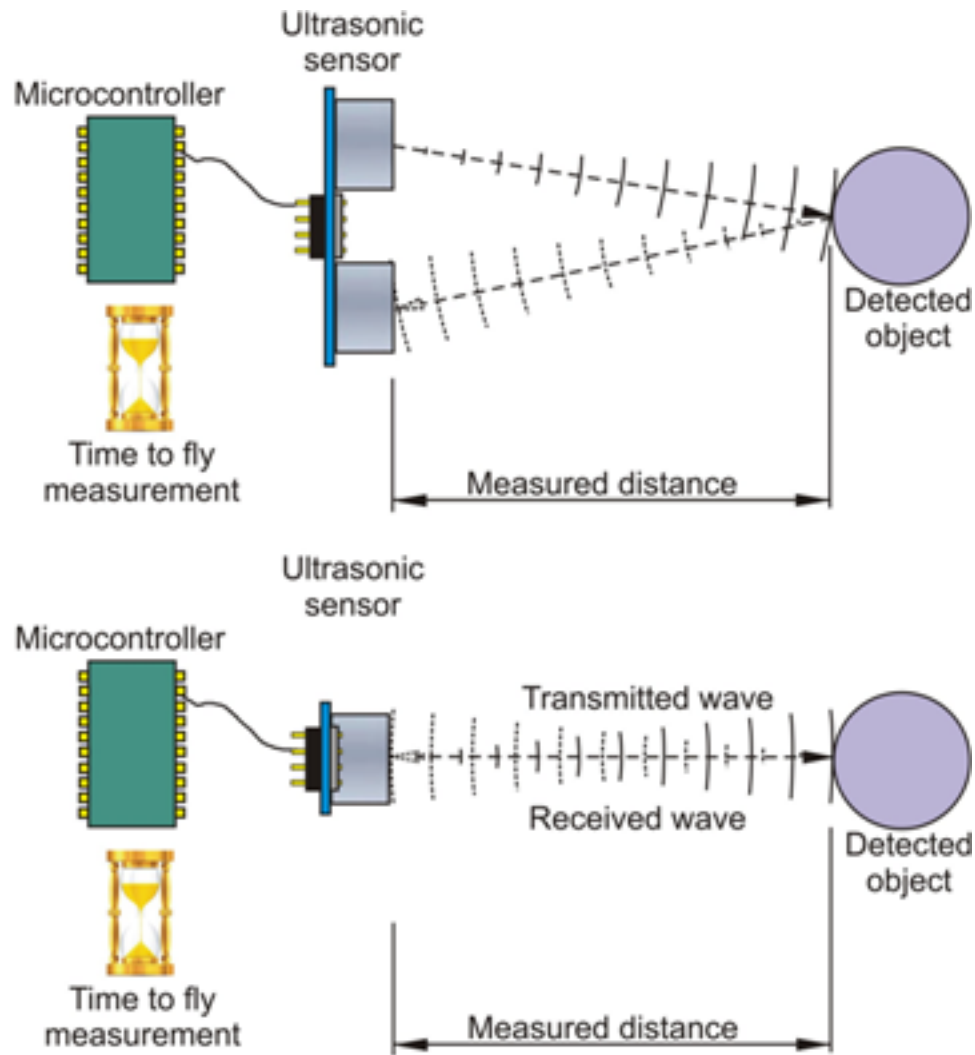 Ultrasonic
sensor
Microcontroller
Detected
object
Time to fly
measurement
Measured distance
Ultrasonic
sensor
Microcontroller
Transmitted wave
Received wave
Detected
object
Time to fly
measurement
Measured distance